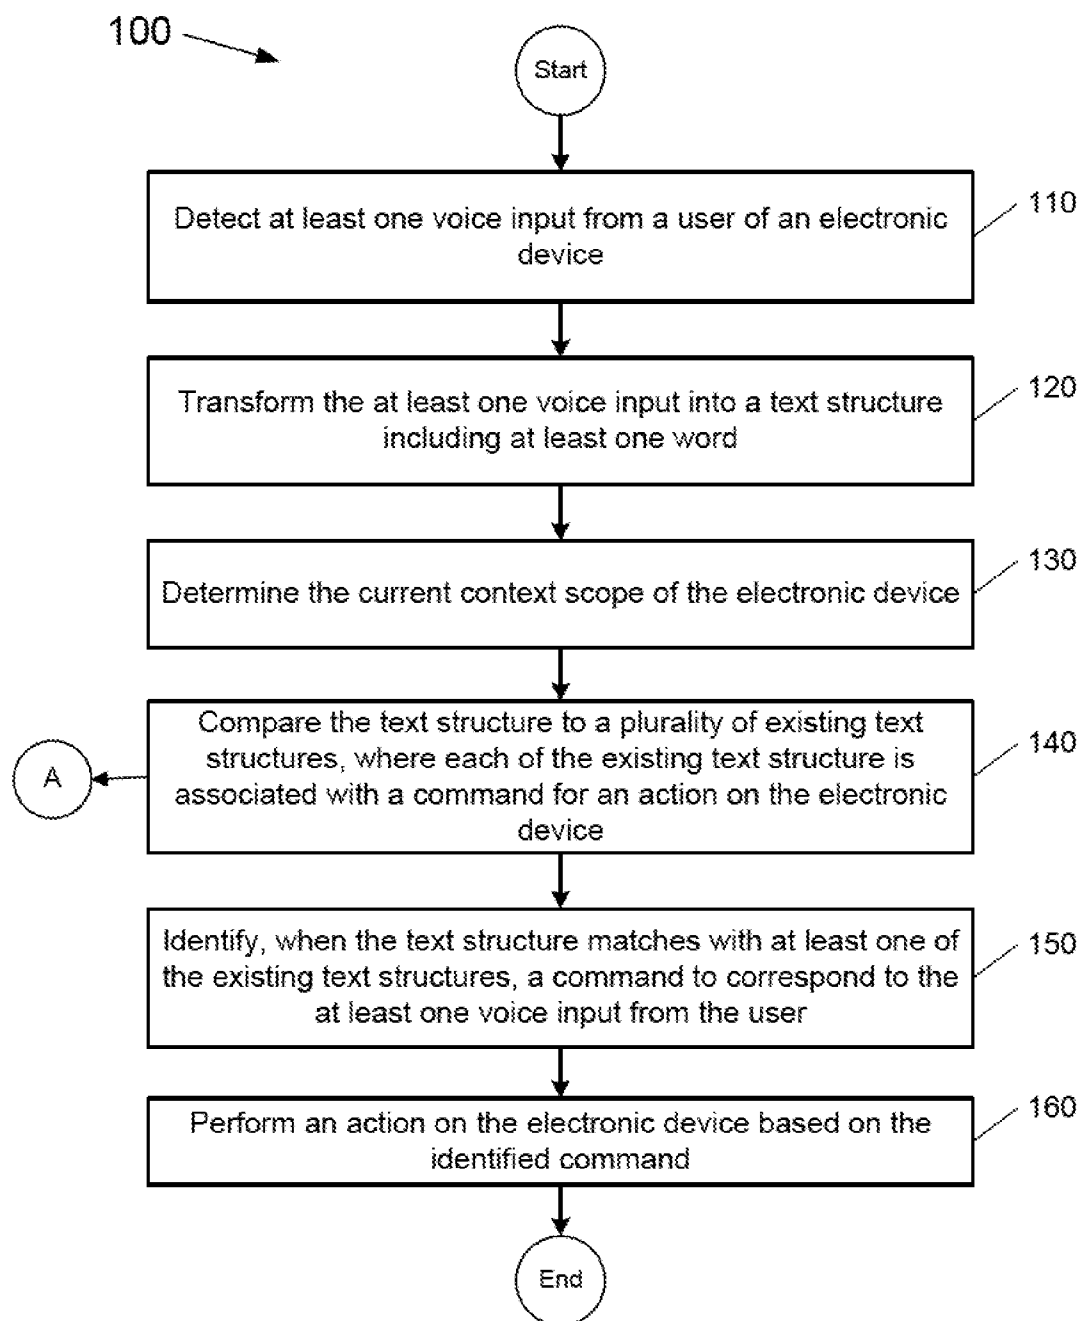 100
Start
Detect at least one voice input from a user of an electronic
device
110
Transform the at least one voice input into a text structure
including at least one word
120
Determine the current context scope of the electronic device
130
Compare the text structure to a plurality of existing text
structures, where each of the existing text structure is
associated with a command for an action on the electronic
device
140
A
Identify, when the text structure matches with at least one of
the existing text structures, a command to correspond to the
at least one voice input from the user
150
Perform an action on the electronic device based on the
identified command
160
End